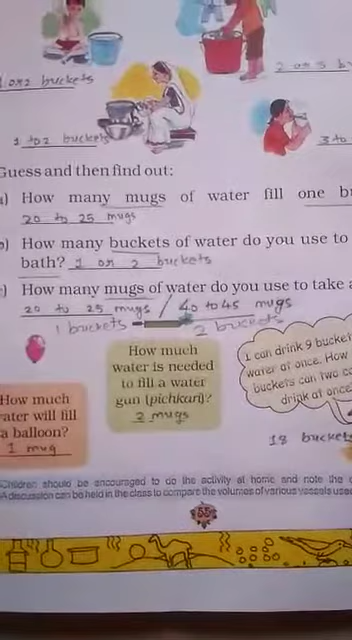 1 or 2 buckets
2 or 3 b
1 to 2 buckets
3 to
Guess and then find out:
a) How many mugs of water fill one b
20 to 25 mugs
b) How many buckets of water do you use to
bath? 1 or 2 buckets
c) How many mugs of water do you use to take a
20 to 25 mugs / 40 to 45 mugs
1 buckets 2 buckets
How much
water is needed
to fill a water
gun (pichkari)?
2 mugs
I can drink 9 bucket
water at once. How
buckets can two c
drink at once
18 buckets
How much
ater will fill
a balloon?
1 mug
Children should be encouraged to do the activity at home and note the
A discussion can be held in the class to compare the volumes of various vessels use
55